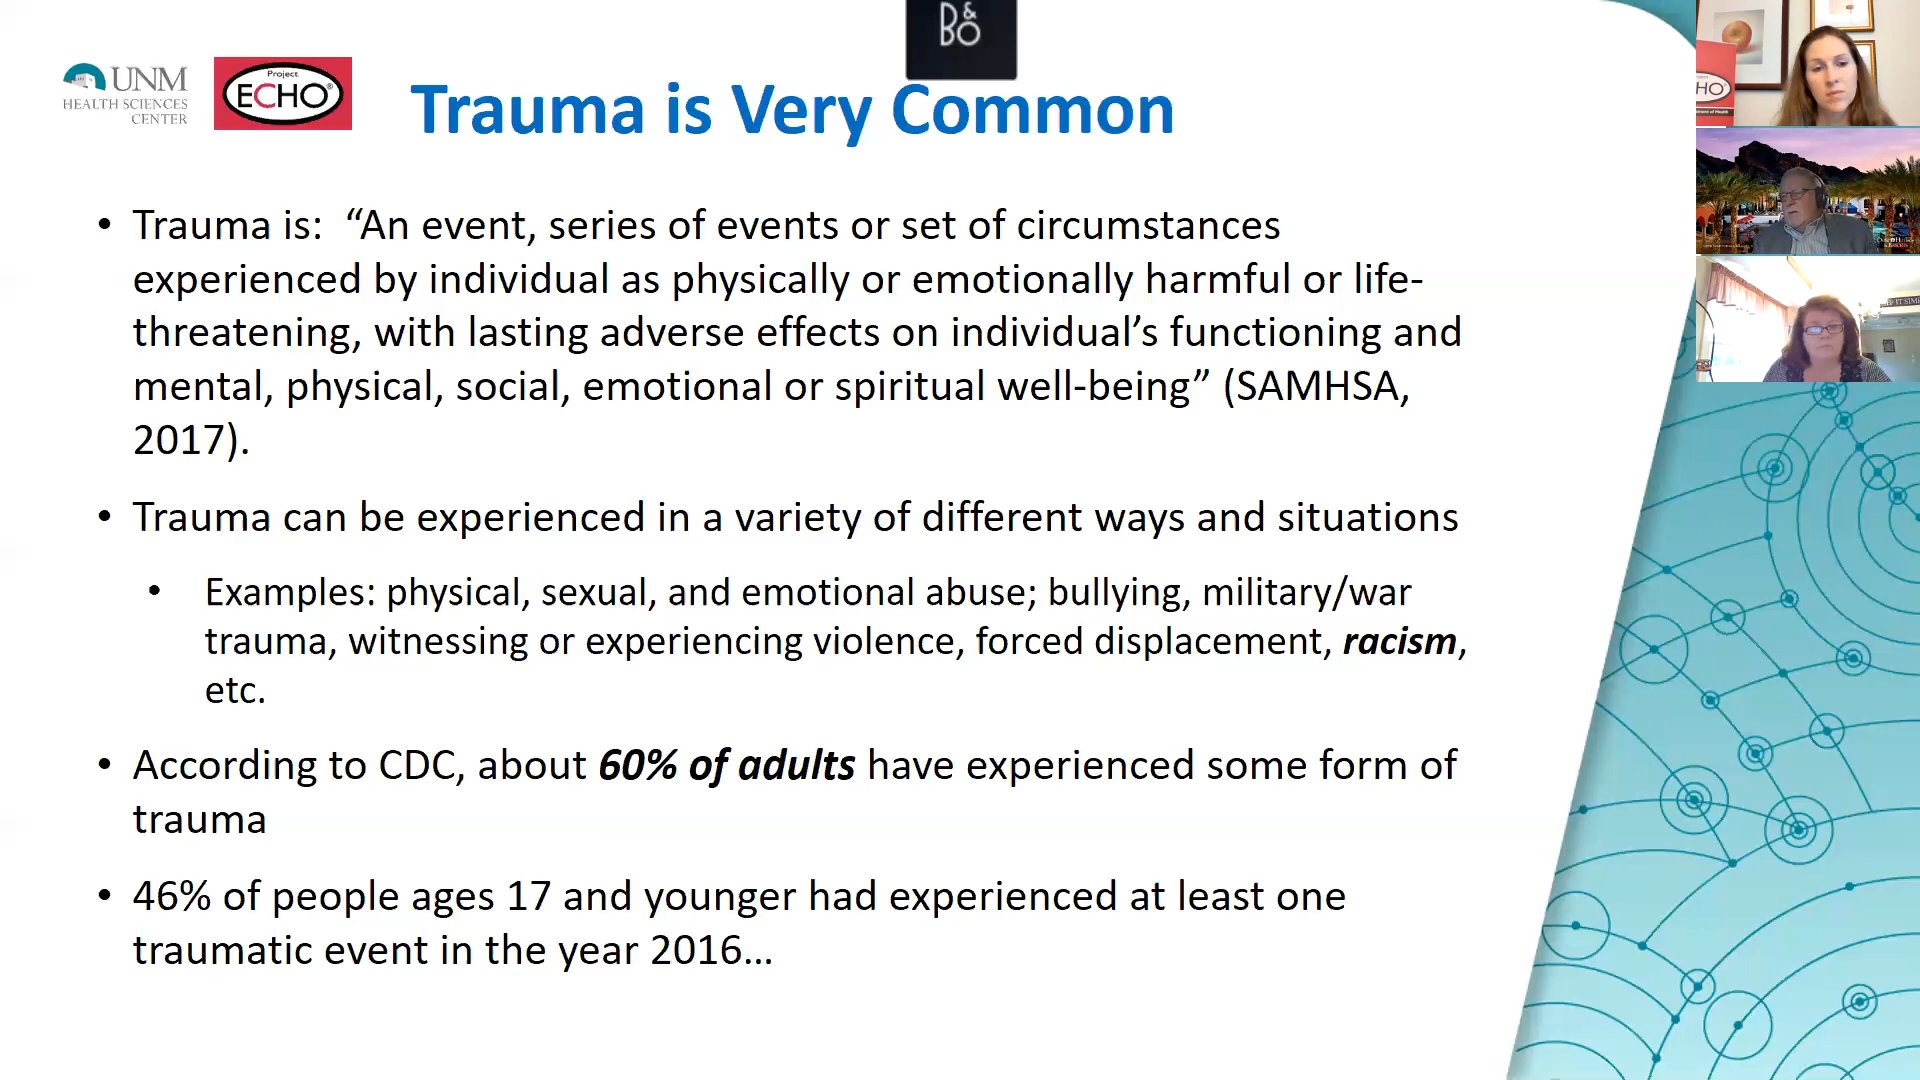 B&O
UNM
HEALTH SCIENCES
CENTER
Project
ECHO®
Trauma is Very Common
• Trauma is: “An event, series of events or set of circumstances
experienced by individual as physically or emotionally harmful or life-
threatening, with lasting adverse effects on individual’s functioning and
mental, physical, social, emotional or spiritual well-being” (SAMHSA,
2017).
• Trauma can be experienced in a variety of different ways and situations
• Examples: physical, sexual, and emotional abuse; bullying, military/war
trauma, witnessing or experiencing violence, forced displacement, racism,
etc.
• According to CDC, about 60% of adults have experienced some form of
trauma
• 46% of people ages 17 and younger had experienced at least one
traumatic event in the year 2016…
HO